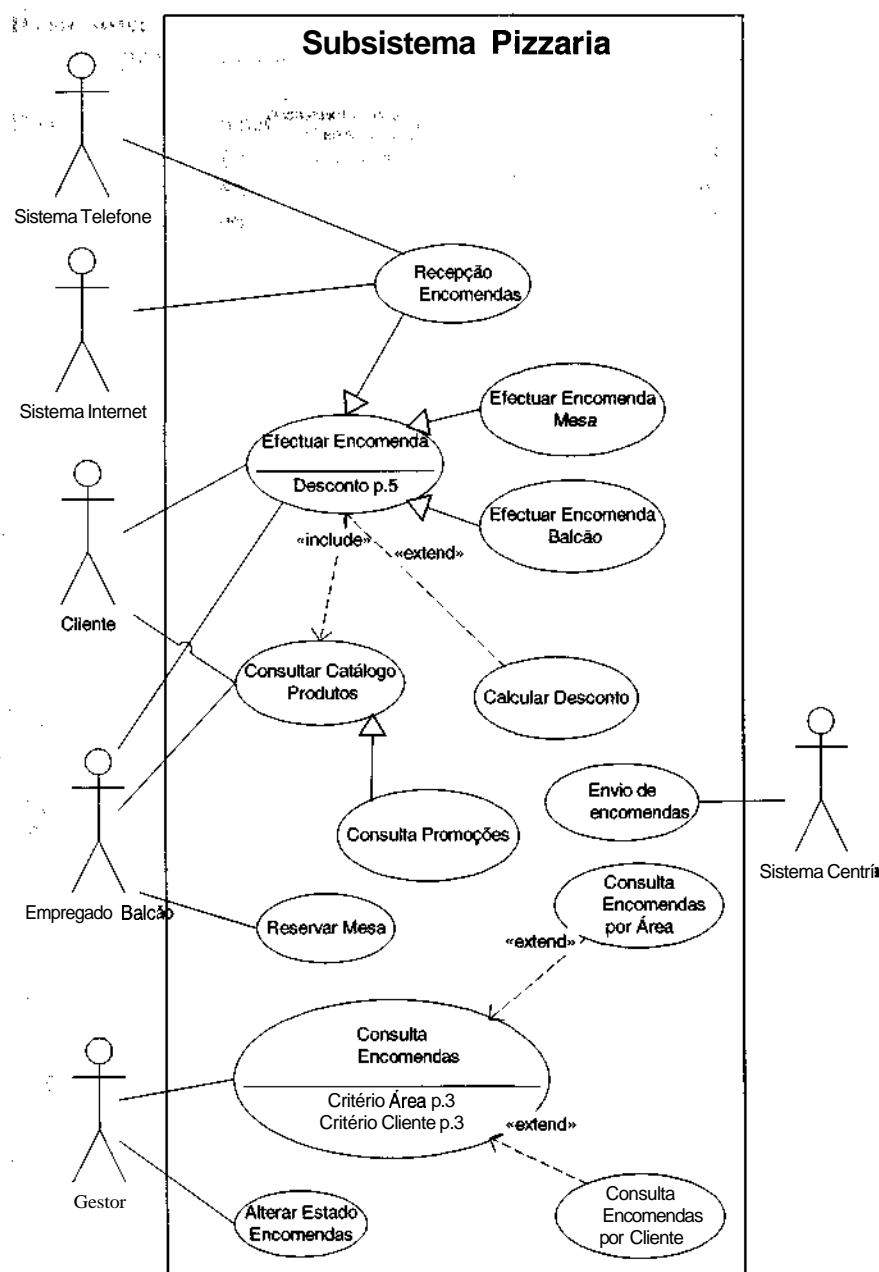 Subsistema Pizzaria
Sistema Telefone
Recepção
Encomendas
Sistema Internet
Efectuar Encomenda
Mesa
Efectuar Encomenda
Desconto p.5
Efectuar Encomenda
Balcão
«include»
«extend»
Cliente
Consultar Catálogo
Produtos
Calcular Desconto
Envio de
encomendas
Consulta Promoções
Sistema Centra
Consulta
Encomendas
por Área
Empregado Balcão
Reservar Mesa
«extend»
Consulta
Encomendas
Critério Área p.3
Critério Cliente p.3
«extend»
Gestor
Alterar Estado
Encomendas
Consulta
Encomendas
por Cliente